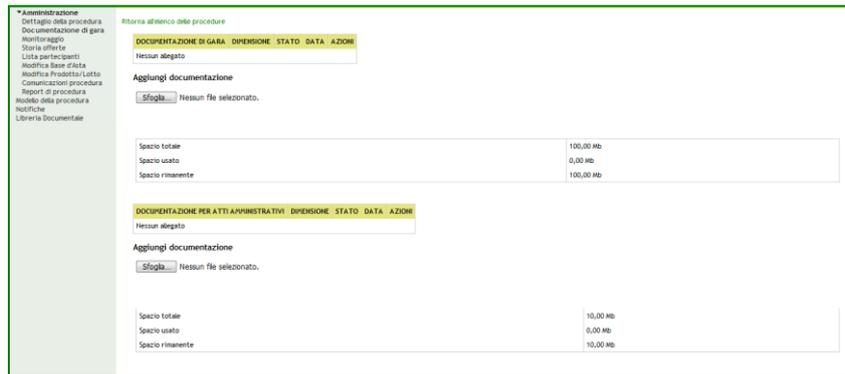 ▼Amministrazione
Dettaglio della procedura
Documentazione di gara
Monitoraggio
Storia offerte
Lista partecipanti
Modifica Base d'Asta
Modifica Prodotto/Lotto
Comunicazioni procedura
Report di procedura
Modello della procedura
Notifiche
Libreria Documentale
Ritorna all'elenco delle procedure
DOCUMENTAZIONE DI GARA DIMENSIONE STATO DATA AZIONI
Nessun allegato
Aggiungi documentazione
Sfoglia... Nessun file selezionato.
Spazio totale 100,00 Mb
Spazio usato 0,00 Mb
Spazio rimanente 100,00 Mb
DOCUMENTAZIONE PER ATTI AMMINISTRATIVI DIMENSIONE STATO DATA AZIONI
Nessun allegato
Aggiungi documentazione
Sfoglia... Nessun file selezionato.
Spazio totale 10,00 Mb
Spazio usato 0,00 Mb
Spazio rimanente 10,00 Mb